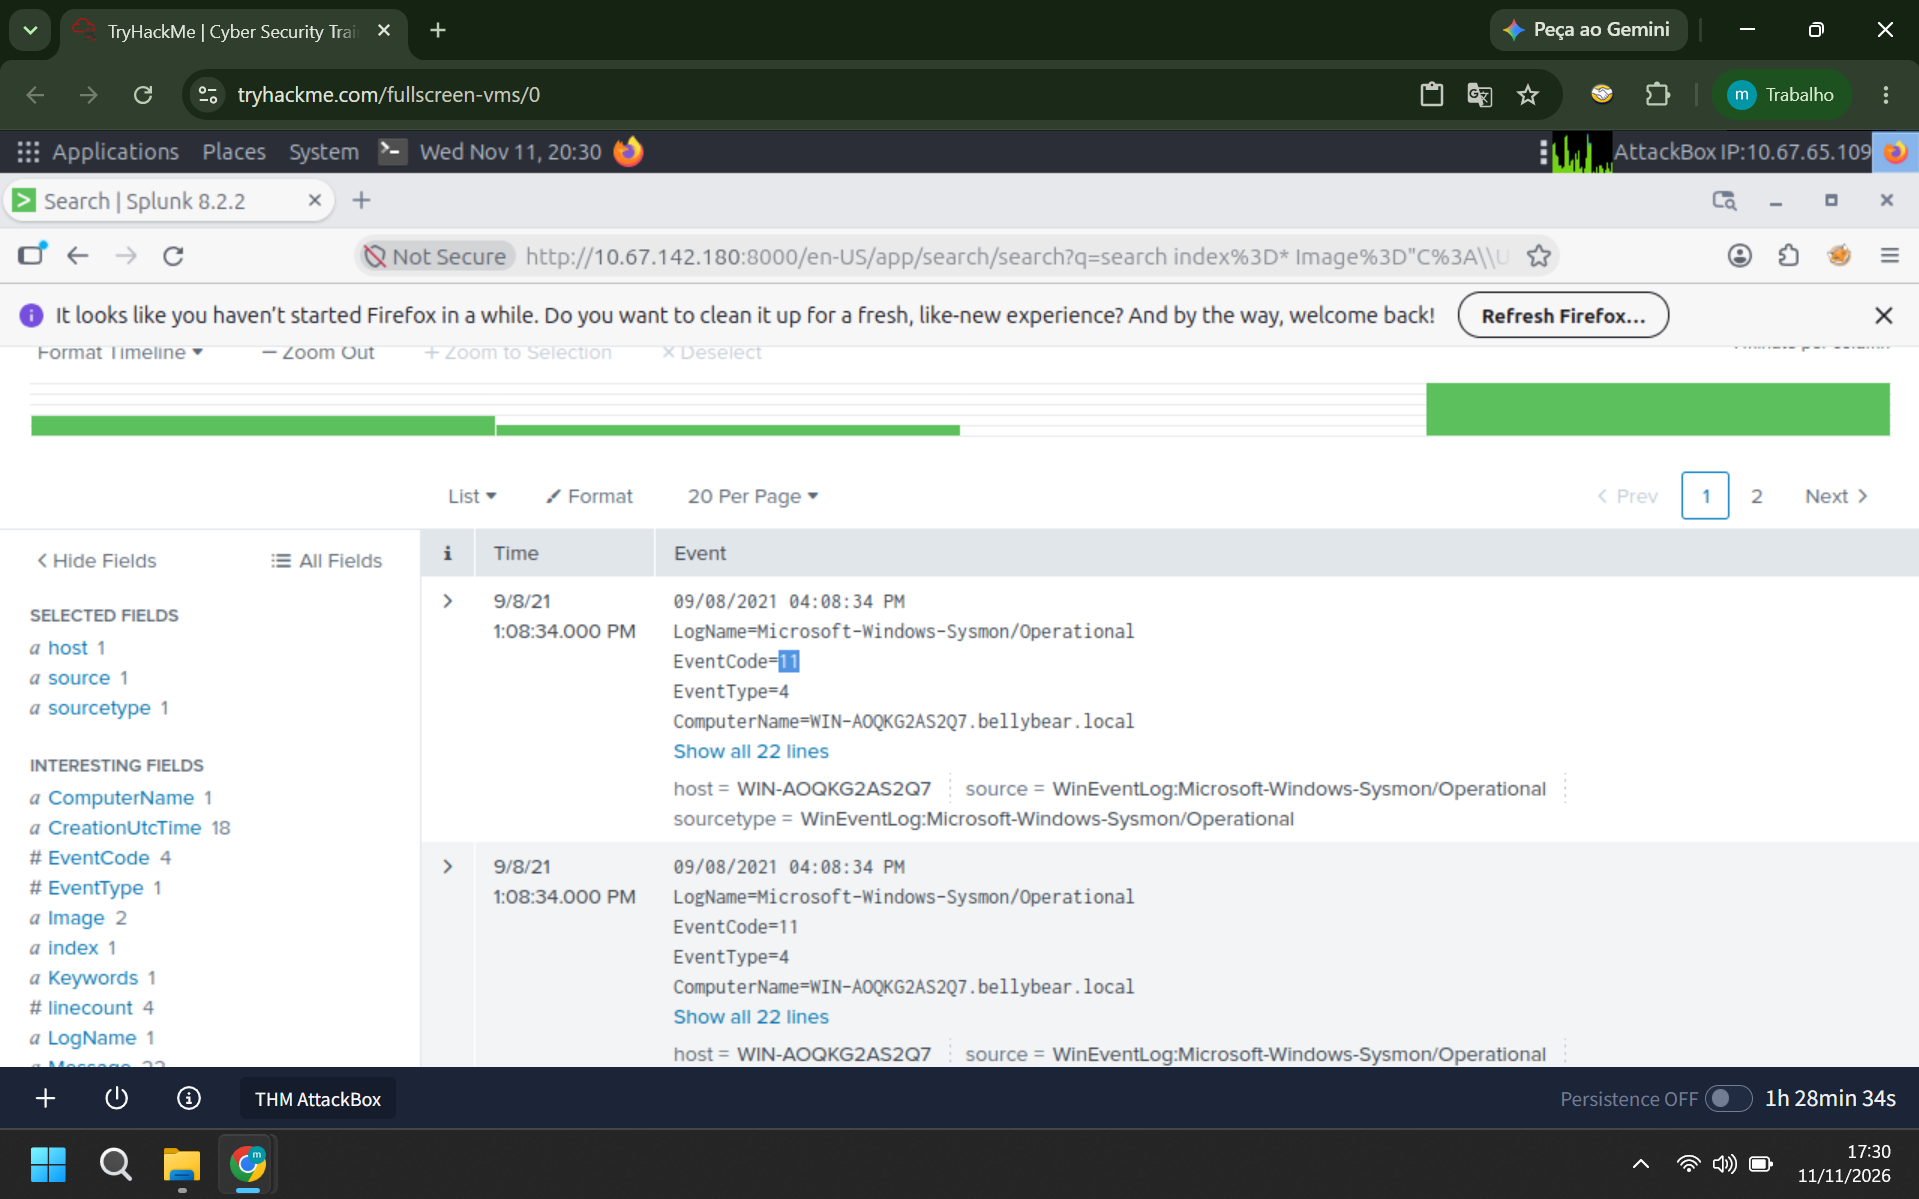 TryHackMe | Cyber Security Trai
Peça ao Gemini
tryhackme.com/fullscreen-vms/0
m Trabalho
Applications Places System Wed Nov 11, 20:30 AttackBox IP:10.67.65.109
Search | Splunk 8.2.2
Not Secure http://10.67.142.180:8000/en-US/app/search/search?q=search index%3D* Image%3D"C%3A\\U
It looks like you haven't started Firefox in a while. Do you want to clean it up for a fresh, like-new experience? And by the way, welcome back! Refresh Firefox...
Format Timeline – Zoom Out + Zoom to Selection × Deselect
List Format 20 Per Page < Prev 1 2 Next >
< Hide Fields All Fields
i Time Event
SELECTED FIELDS
a host 1
a source 1
a sourcetype 1
INTERESTING FIELDS
a ComputerName 1
a CreationUtcTime 18
# EventCode 4
# EventType 1
a Image 2
a index 1
a Keywords 1
# linecount 4
a LogName 1
a Message
9/8/21
1:08:34.000 PM
09/08/2021 04:08:34 PM
LogName=Microsoft-Windows-Sysmon/Operational
EventCode=11
EventType=4
ComputerName=WIN-AOQKG2AS2Q7.bellybear.local
Show all 22 lines
host = WIN-AOQKG2AS2Q7 source = WinEventLog:Microsoft-Windows-Sysmon/Operational
sourcetype = WinEventLog:Microsoft-Windows-Sysmon/Operational
9/8/21
1:08:34.000 PM
09/08/2021 04:08:34 PM
LogName=Microsoft-Windows-Sysmon/Operational
EventCode=11
EventType=4
ComputerName=WIN-AOQKG2AS2Q7.bellybear.local
Show all 22 lines
host = WIN-AOQKG2AS2Q7 source = WinEventLog:Microsoft-Windows-Sysmon/Operational
THM AttackBox
Persistence OFF 1h 28min 34s
17:30
11/11/2026